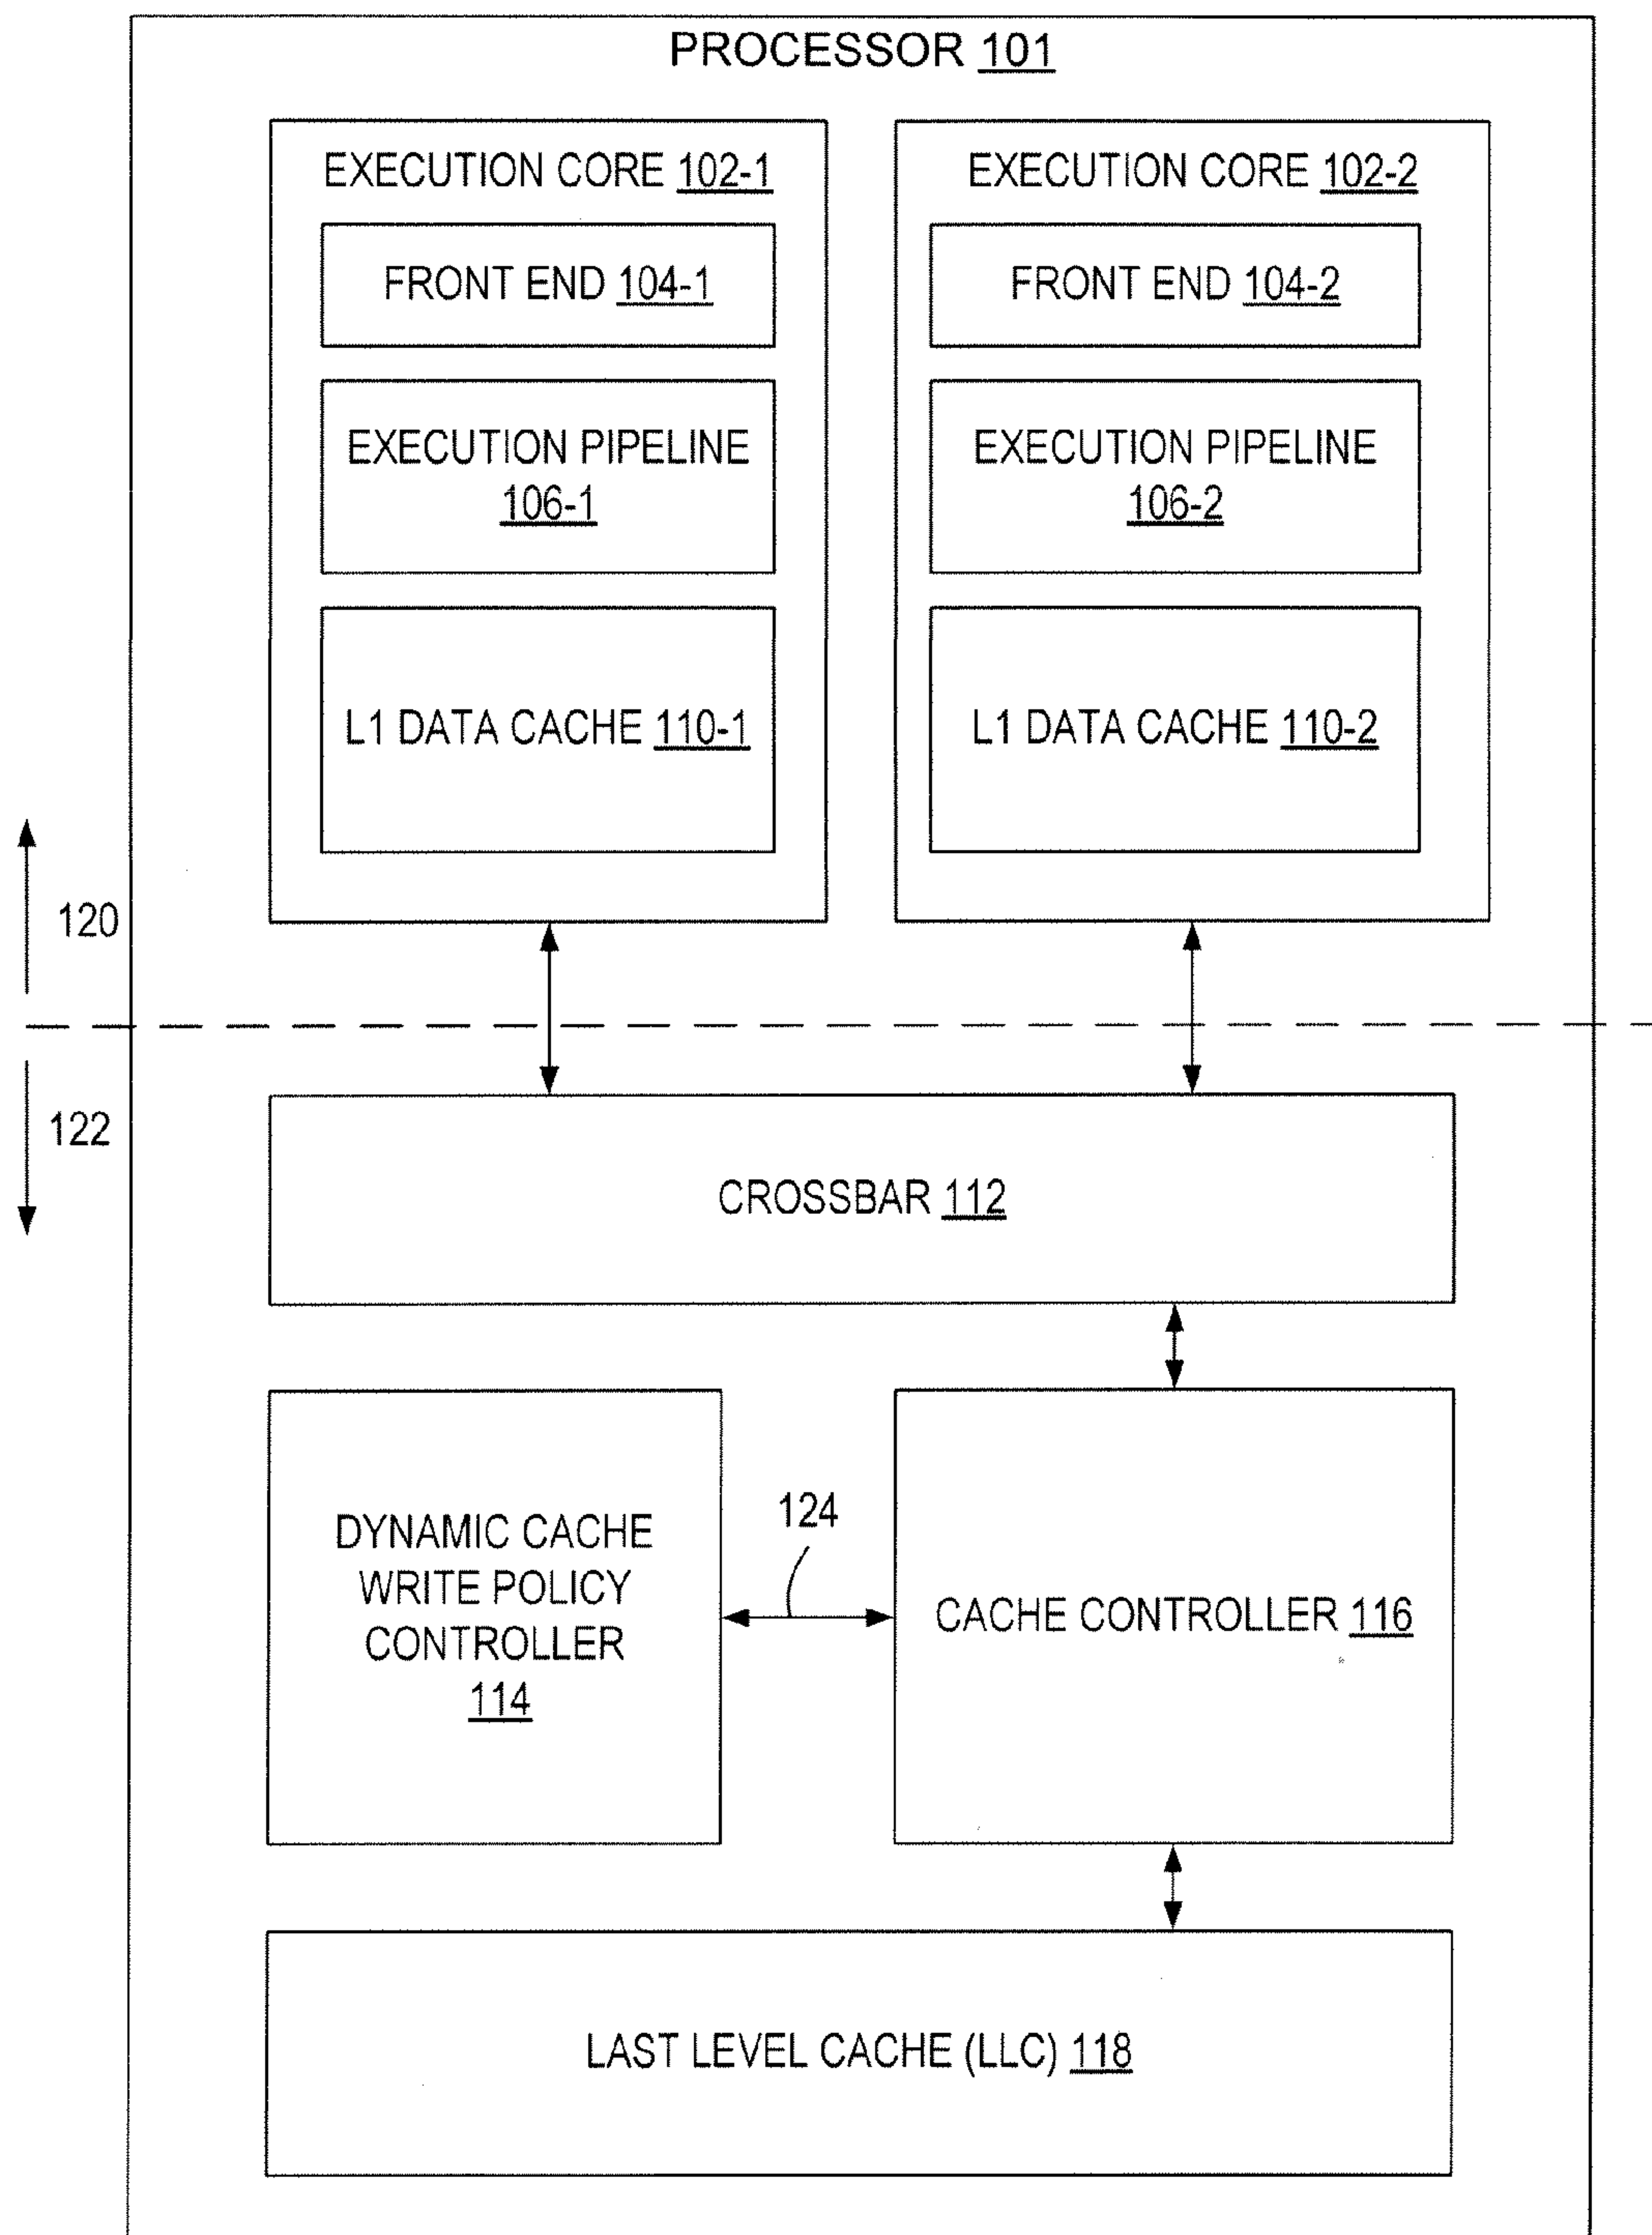 PROCESSOR 101
EXECUTION CORE 102-1
FRONT END 104-1
EXECUTION PIPELINE
106-1
L1 DATA CACHE 110-1
EXECUTION CORE 102-2
FRONT END 104-2
EXECUTION PIPELINE
106-2
L1 DATA CACHE 110-2
120
122
CROSSBAR 112
DYNAMIC CACHE
WRITE POLICY
CONTROLLER
114
124
CACHE CONTROLLER 116
LAST LEVEL CACHE (LLC) 118